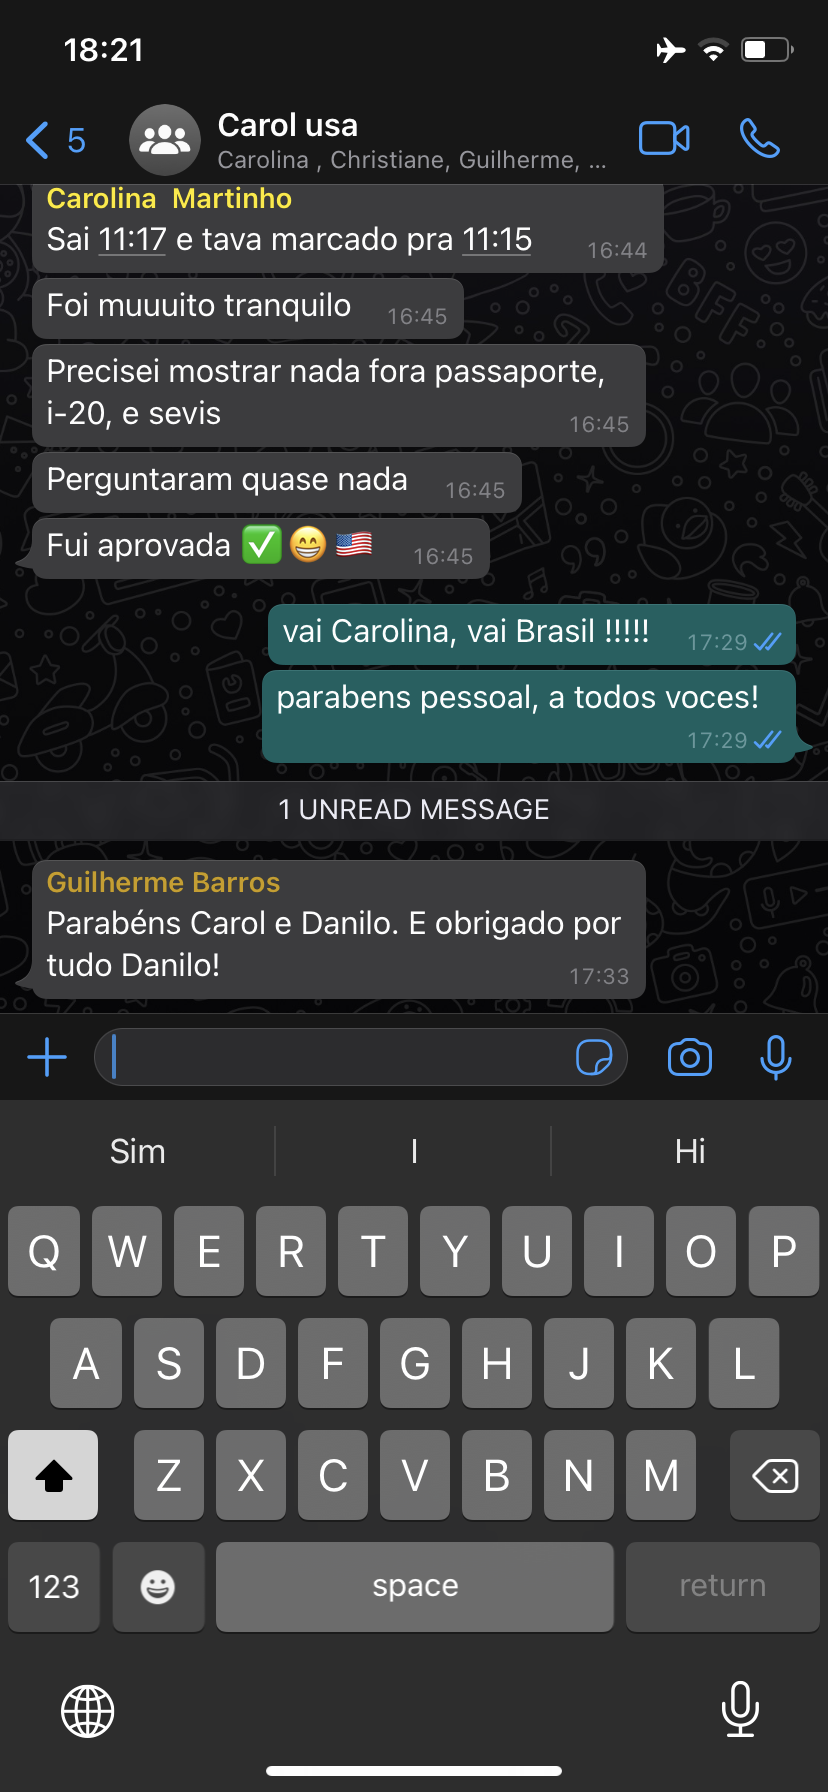 18:21
5
Carol usa
Carolina , Christiane, Guilherme, ...
Carolina  Martinho
Sai 11:17 e tava marcado pra 11:15
16:44
Foi muuuito tranquilo
16:45
Precisei mostrar nada fora passaporte,
i-20, e sevis
16:45
Perguntaram quase nada
16:45
Fui aprovada ✅😁🇺🇸
16:45
vai Carolina, vai Brasil !!!!!
17:29
parabens pessoal, a todos voces!
17:29
1 UNREAD MESSAGE
Guilherme Barros
Parabéns Carol e Danilo. E obrigado por
tudo Danilo!
17:33
Sim I Hi
Q W E R T Y U I O P
A S D F G H J K L
Z X C V B N M
123 space return